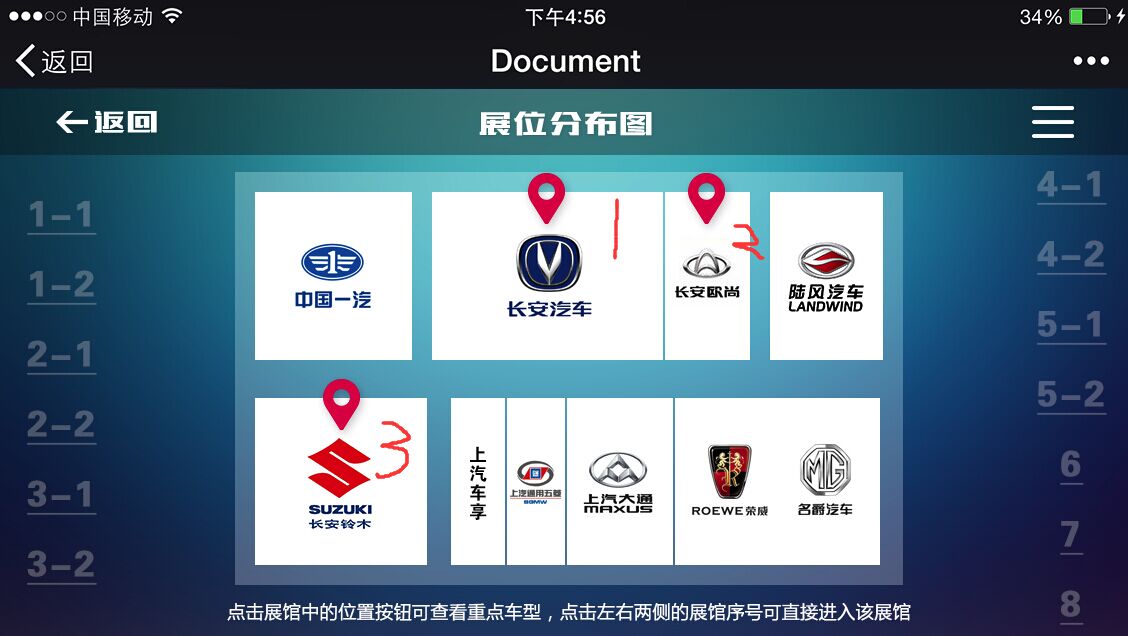 中国移动
下午4:56
34%
返回
Document
返回
展位分布图
1-1
1-2
2-1
2-2
3-1
3-2
中国一汽
长安汽车
1
长安欧尚
2
陆风汽车
LANDWIND
SUZUKI
长安铃木
3
上汽车享
上汽通用五菱
SGMW
上汽大通
MAXUS
ROEWE荣威
MG
名爵汽车
4-1
4-2
5-1
5-2
6
7
8
点击展馆中的位置按钮可查看重点车型，点击左右两侧的展馆序号可直接进入该展馆